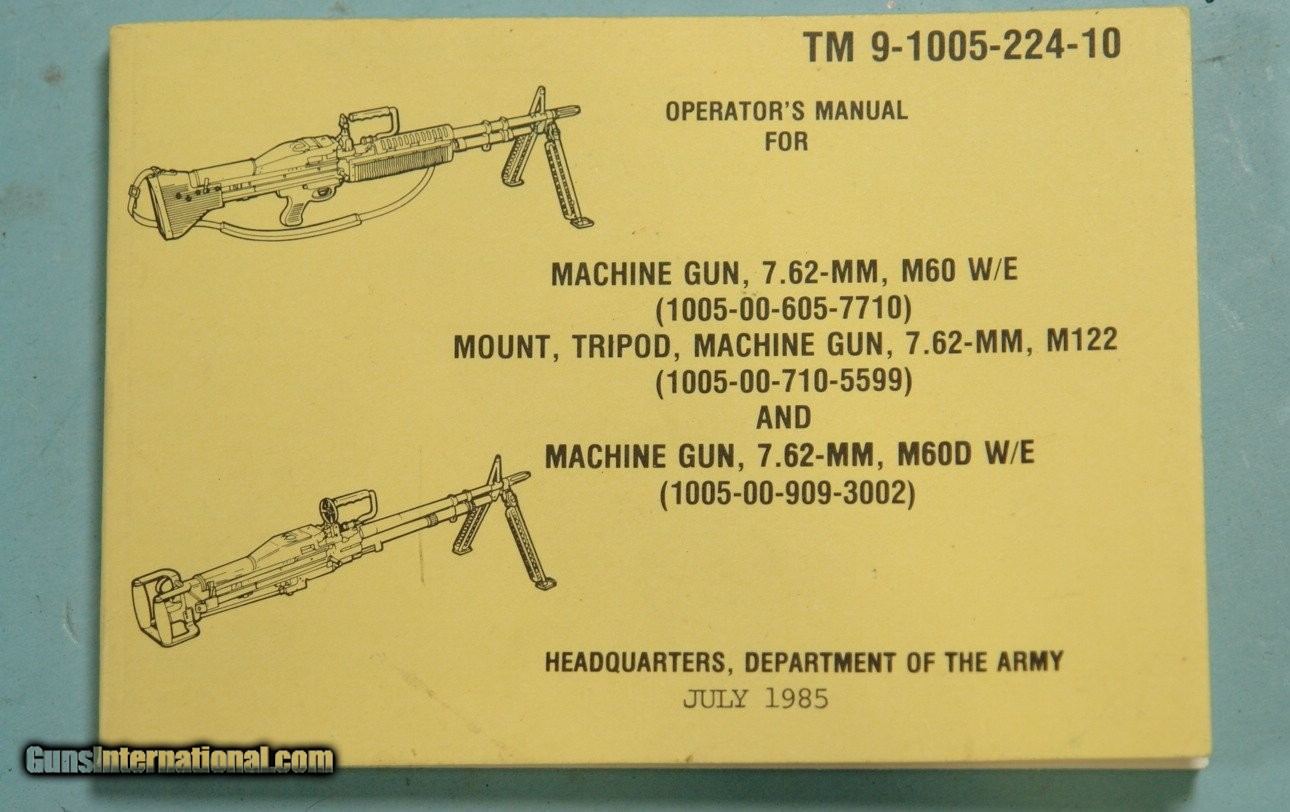 TM 9-1005-224-10
OPERATOR'S MANUAL
FOR
MACHINE GUN, 7.62-MM, M60 W/E
(1005-00-605-7710)
MOUNT, TRIPOD, MACHINE GUN, 7.62-MM, M122
(1005-00-710-5599)
AND
MACHINE GUN, 7.62-MM, M60D W/E
(1005-00-909-3002)
HEADQUARTERS, DEPARTMENT OF THE ARMY
JULY 1985
GunsInternational.com